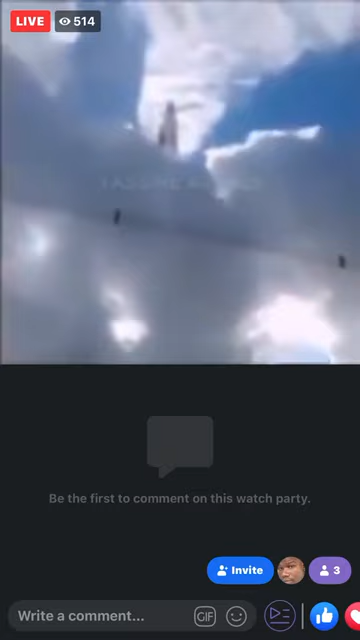 LIVE 514
Be the first to comment on this watch party.
Invite 3
Write a comment... GIF